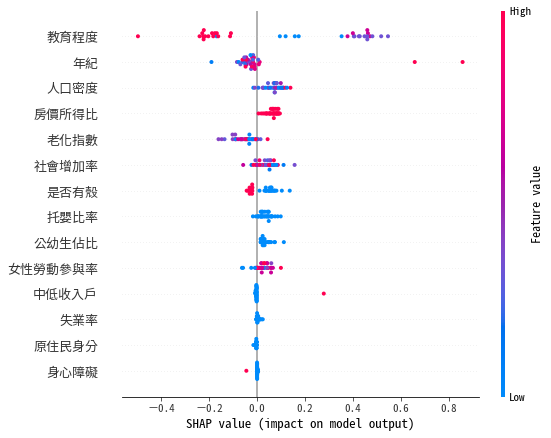 High
教育程度
年紀
人口密度
房價所得比
老化指數
社會增加率
是否有殼
托嬰比率
公幼生佔比
女性勞動參與率
中低收入戶
失業率
原住民身分
身心障礙
Feature value
Low
−0.4 −0.2 0.0 0.2 0.4 0.6 0.8
SHAP value (impact on model output)